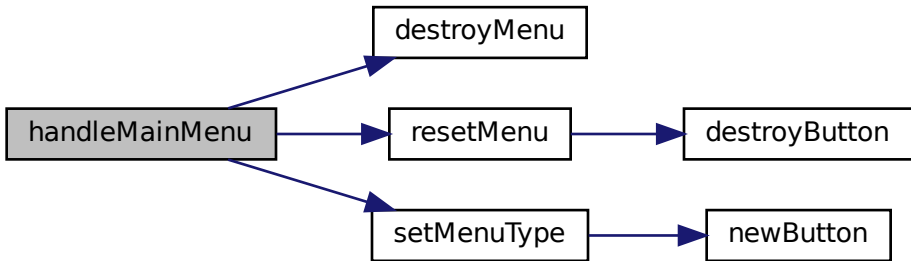 destroyMenu
handleMainMenu
resetMenu
destroyButton
setMenuType
newButton